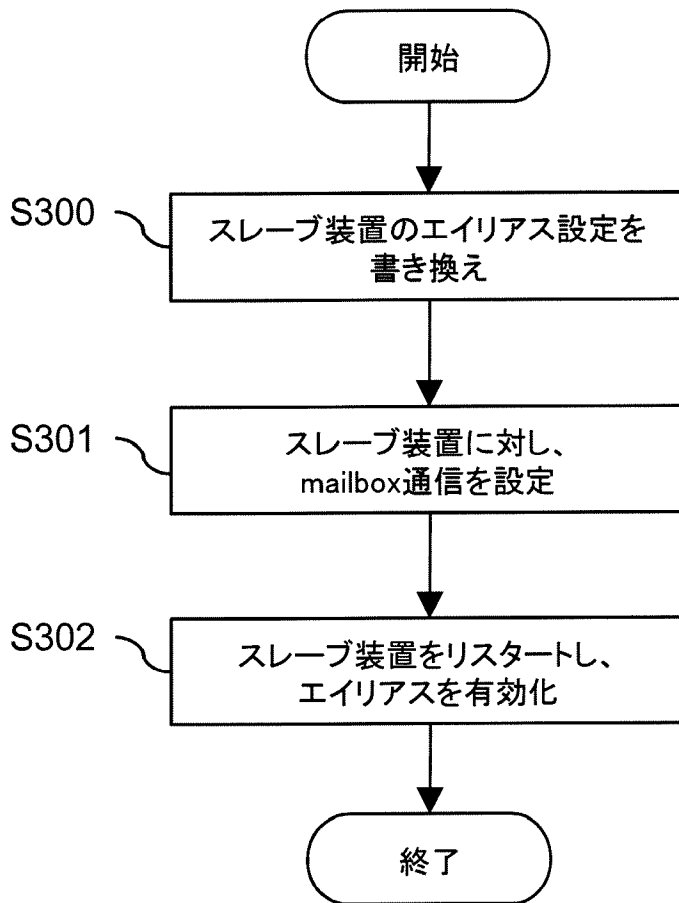 開始
S300
スレーブ装置のエイリアス設定を
書き換え
S301
スレーブ装置に対し、
mailbox通信を設定
S302
スレーブ装置をリスタートし、
エイリアスを有効化
終了